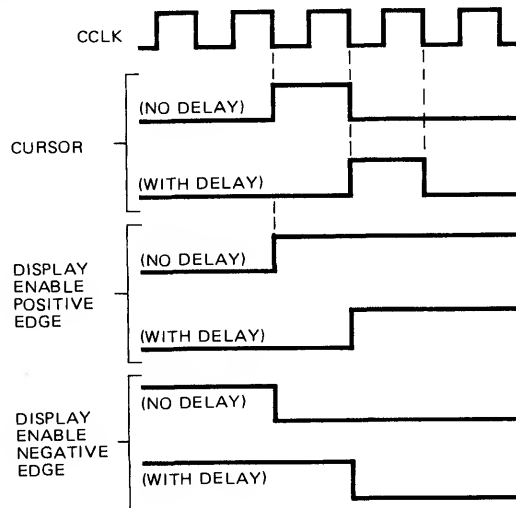 CCLK
(NO DELAY)
CURSOR
(WITH DELAY)
(NO DELAY)
DISPLAY
ENABLE
POSITIVE
EDGE
(WITH DELAY)
(NO DELAY)
DISPLAY
ENABLE
NEGATIVE
EDGE
(WITH DELAY)